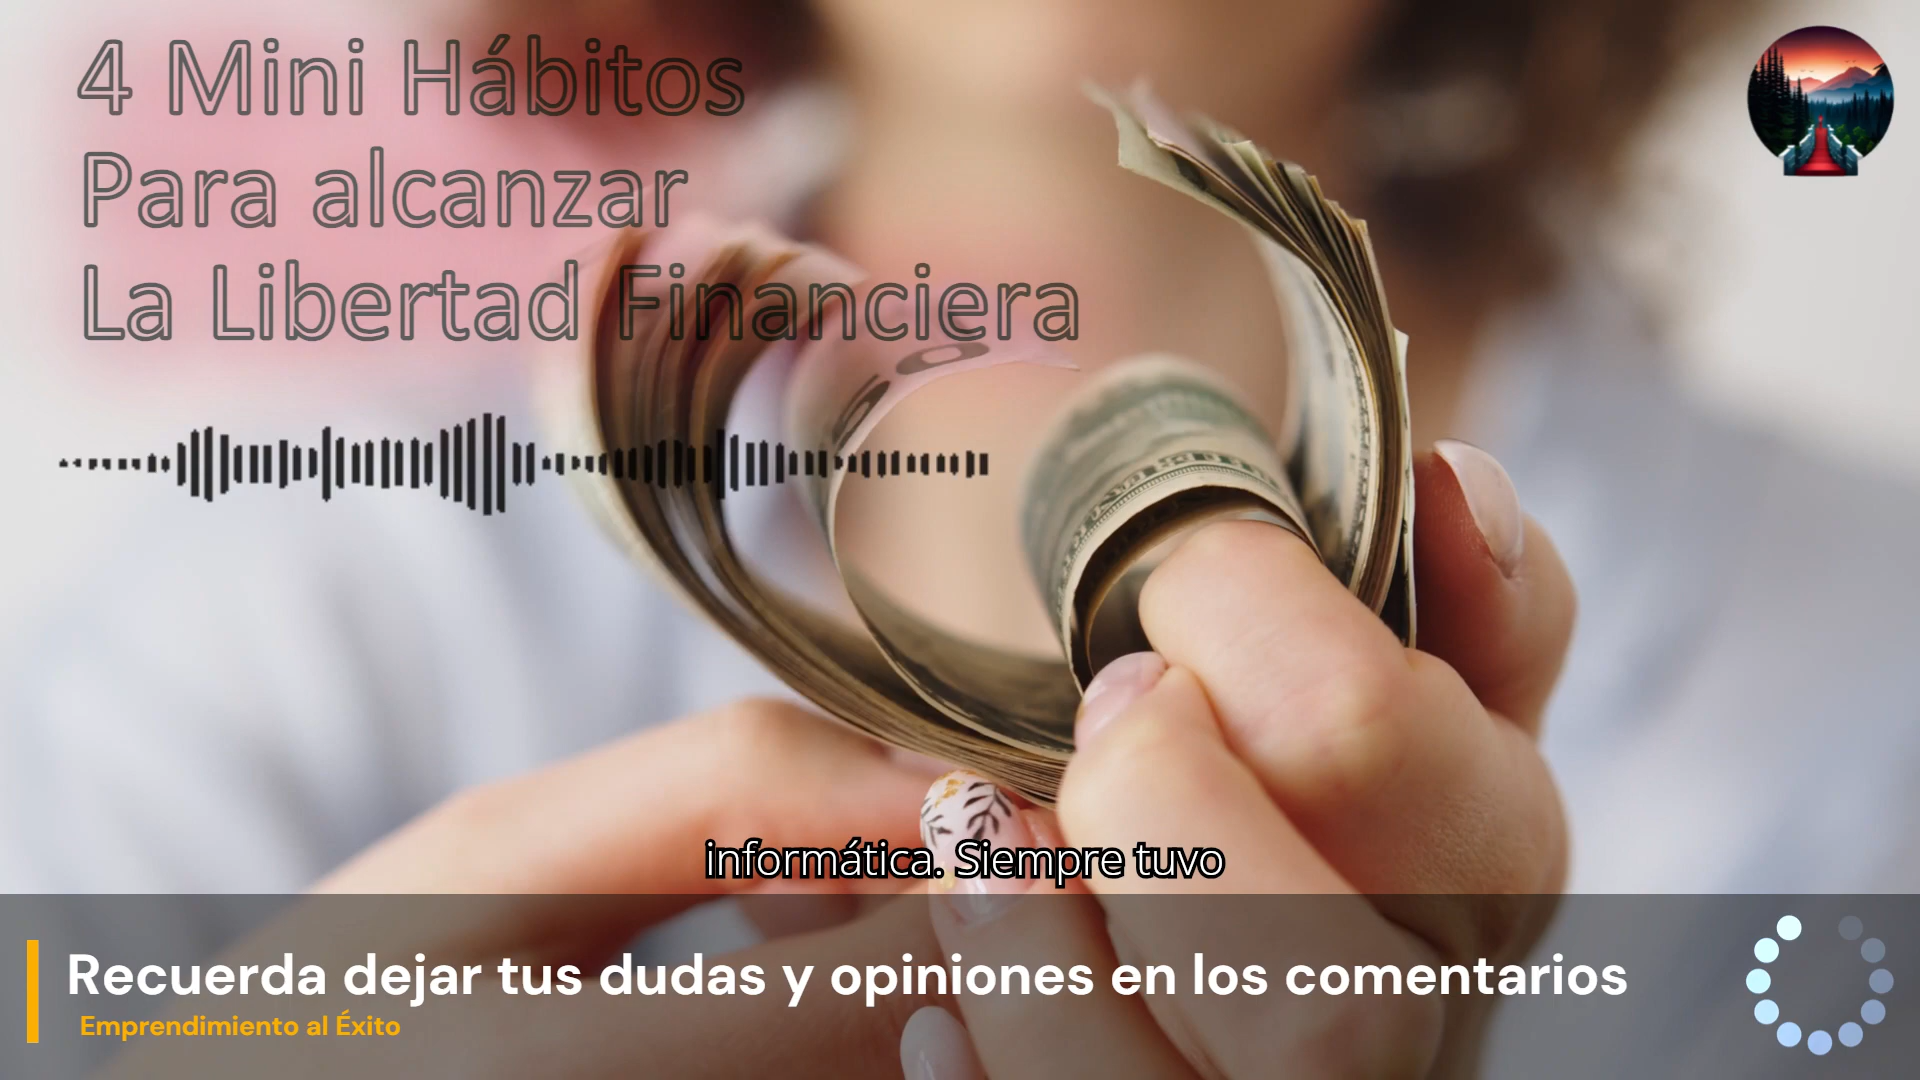 4 Mini Hábitos
Para alcanzar
La Libertad Financiera
50
informática. Siempre tuvo
Recuerda dejar tus dudas y opiniones en los comentarios
Emprendimiento al Éxito